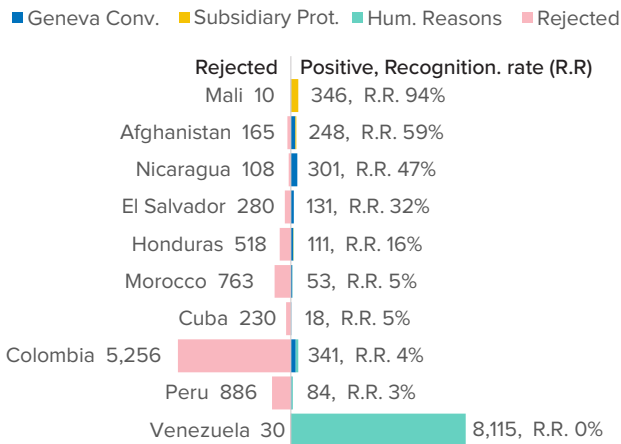 Geneva Conv. Subsidiary Prot. Hum. Reasons Rejected
Rejected Positive, Recognition. rate (R.R)
Mali 10 346, R.R. 94%
Afghanistan 165 248, R.R. 59%
Nicaragua 108 301, R.R. 47%
El Salvador 280 131, R.R. 32%
Honduras 518 111, R.R. 16%
Morocco 763 53, R.R. 5%
Cuba 230 18, R.R. 5%
Colombia 5,256 341, R.R. 4%
Peru 886 84, R.R. 3%
Venezuela 30 8,115, R.R. 0%